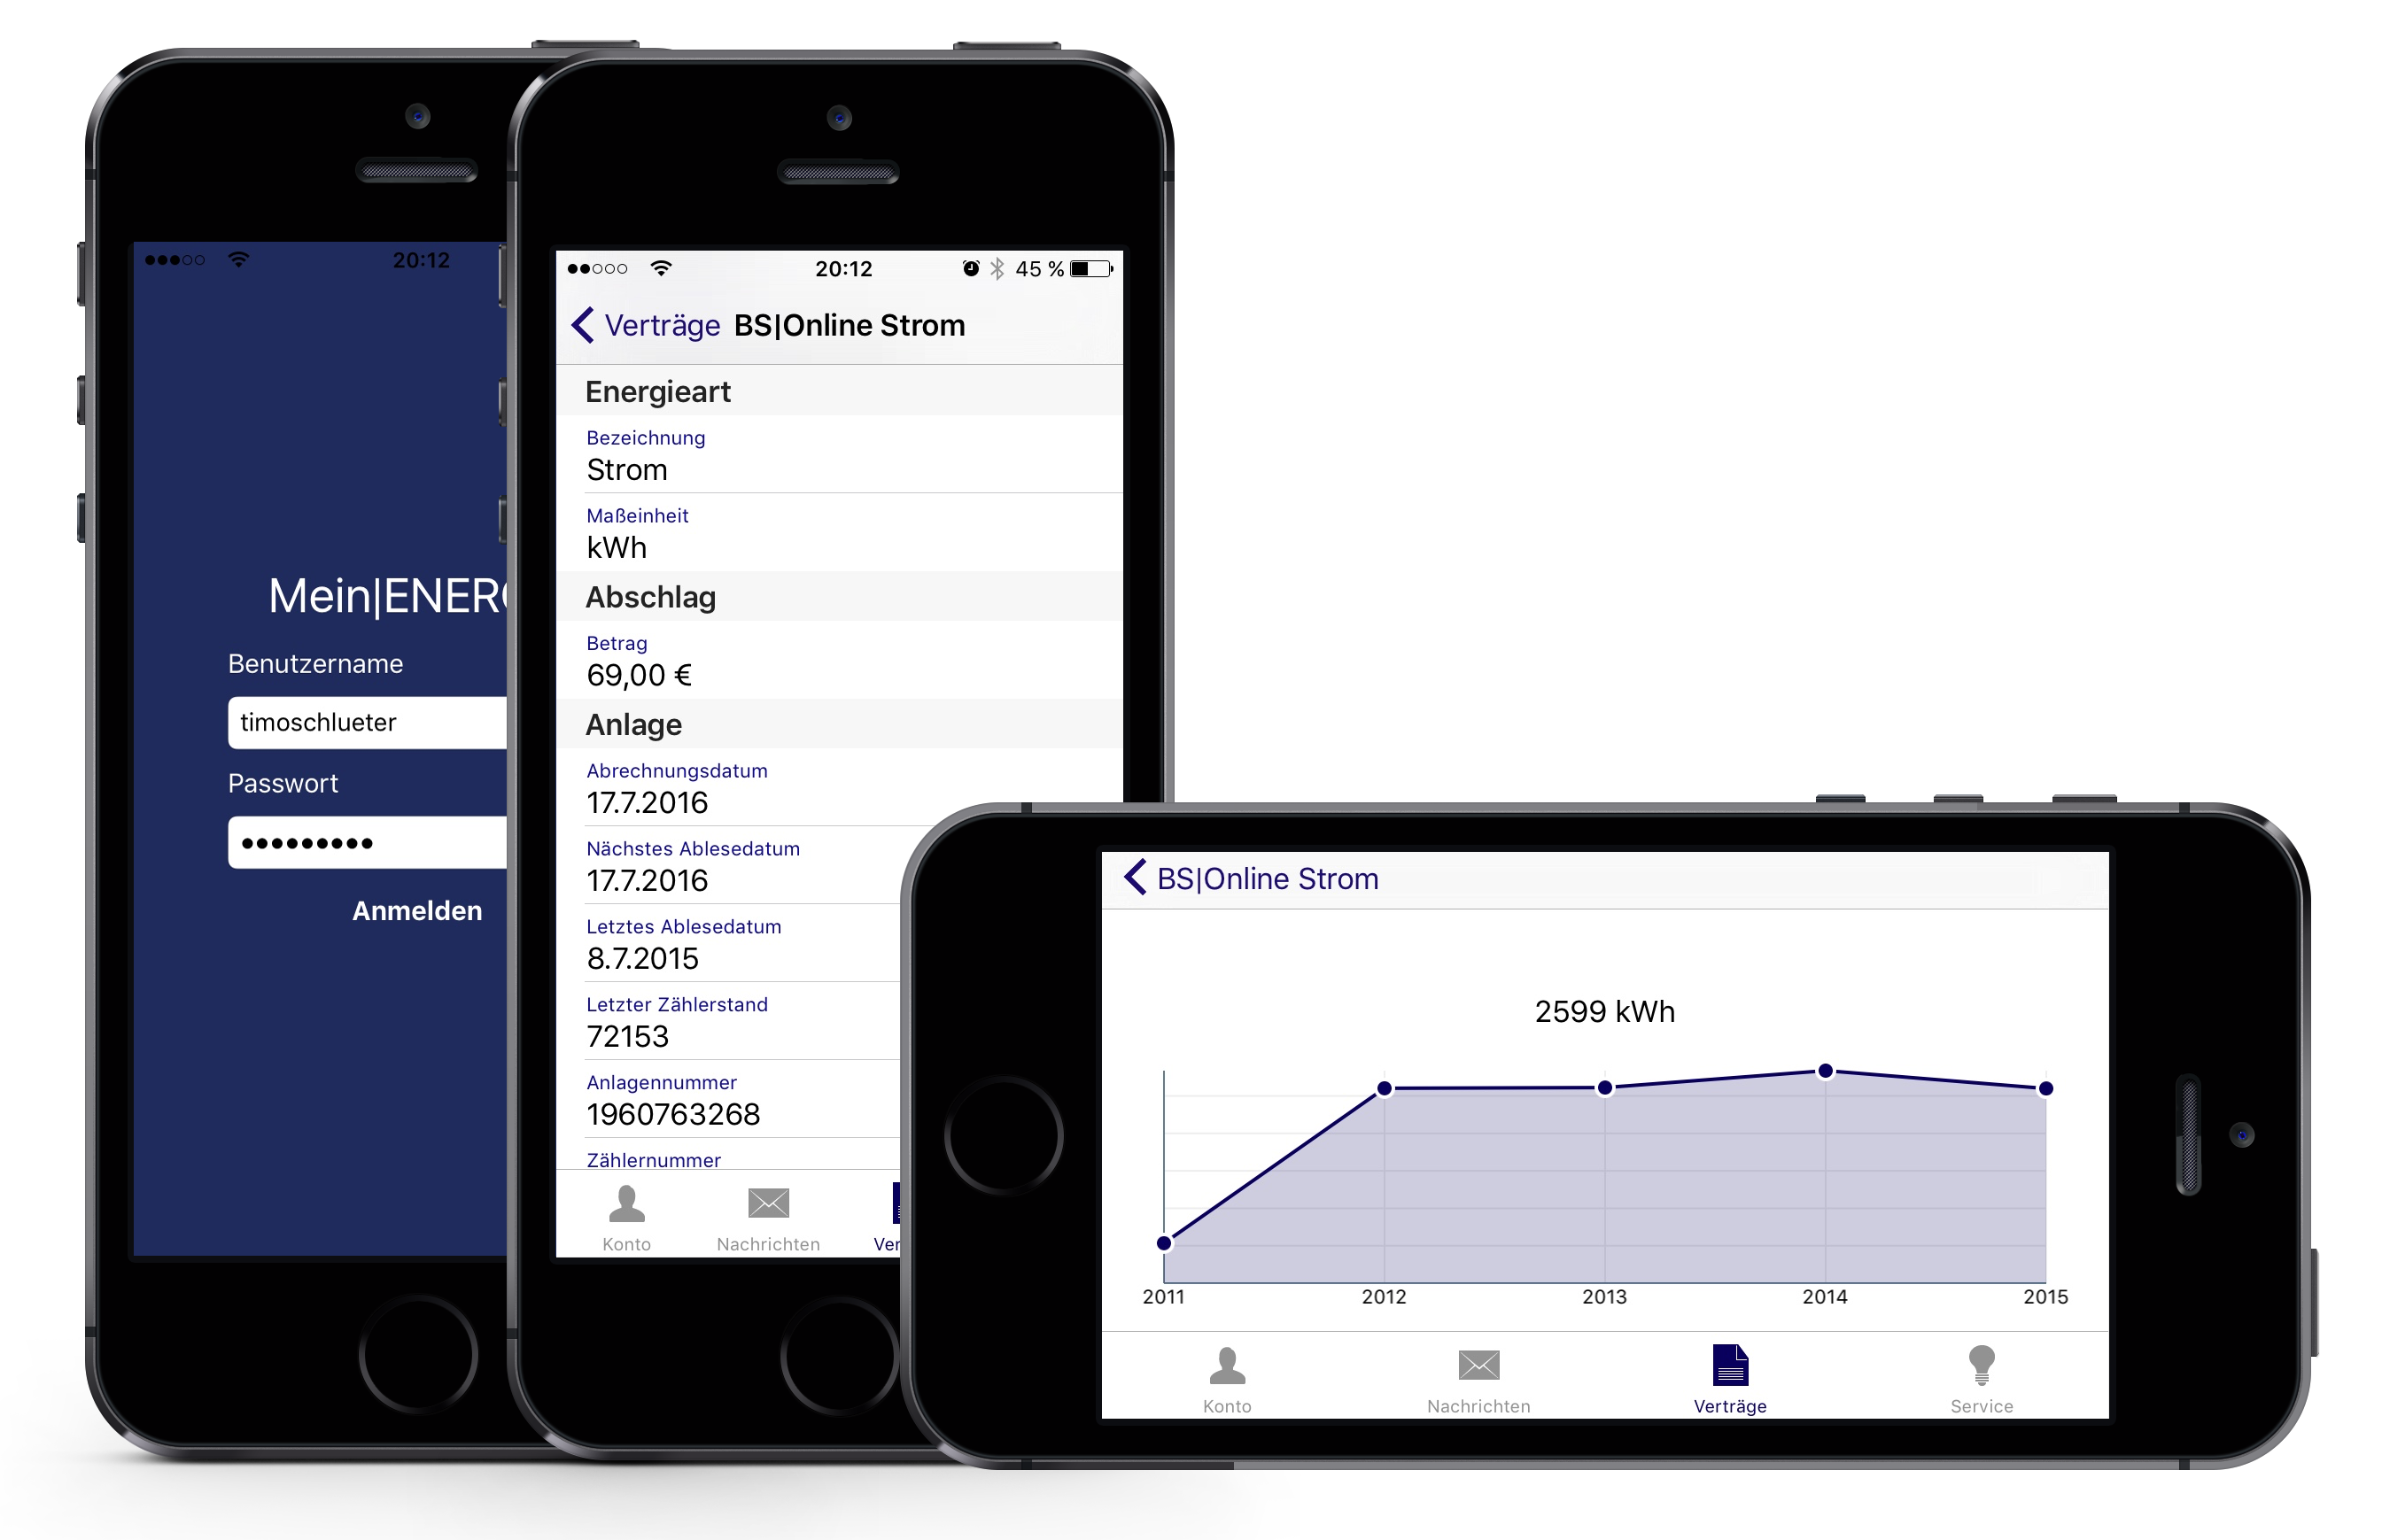 20:12
Mein|ENER
Benutzername
timoschlueter
Passwort
Anmelden
20:12 45 %
Verträge BS|Online Strom
Energieart
Bezeichnung
Strom
Maßeinheit
kWh
Abschlag
Betrag
69,00 €
Anlage
Abrechnungsdatum
17.7.2016
Nächstes Ablesedatum
17.7.2016
Letztes Ablesedatum
8.7.2015
Letzter Zählerstand
72153
Anlagennummer
1960763268
Zählernummer
Konto Nachrichten Ver
BS|Online Strom
2599 kWh
2011 2012 2013 2014 2015
Konto Nachrichten Verträge Service